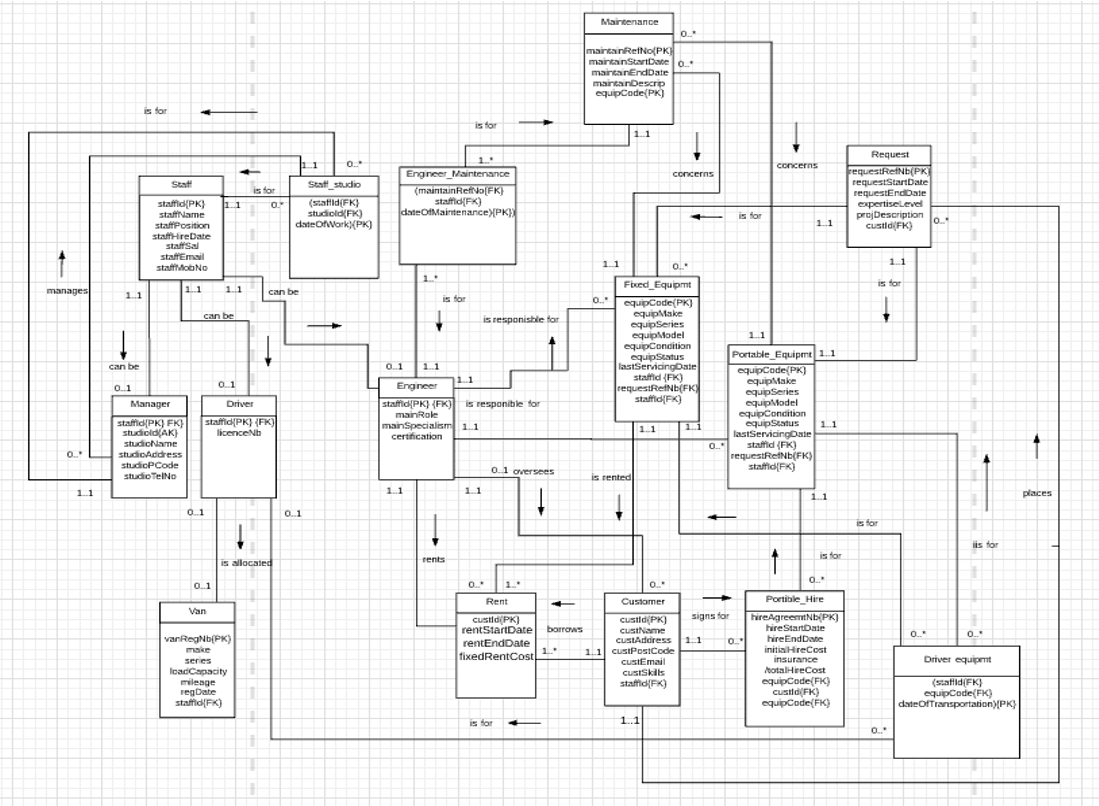 Maintenance
maintainRefNo{PK}
maintainStartDate
maintainEndDate
maintainDescrip
equipCode{PK}
0..*
0..*
1..1
is for
is for
1..*
concerns
concerns
Request
requestRefNb{PK}
requestStartDate
requestEndDate
expertiseLevel
projDescription
custId{FK}
1..1
0..*
1..1
is for
is for
Staff
staffId{PK}
staffName
staffPosition
staffHireDate
staffSal
staffEmail
staffMobNo
is for
1..1
0..*
1..1
0..*
Staff_studio
(staffId{FK}
studioId{FK}
dateOfWork){PK}
Engineer_Maintenance
(maintainRefNo{FK}
staffId{FK}
dateOfMaintenance){PK})
1..*
is for
manages
1..1
1..1
1..1
can be
can be
can be
0..1
0..1
0..1
1..1
1..1
is responisble for
0..*
1..1
0..*
Fixed_Equipmt
equipCode{PK}
equipMake
equipSeries
equipModel
equipCondition
equipStatus
lastServicingDate
staffId {FK)
requestRefNb{FK)
staffId{FK}
1..1
1..1
1..1
Portable_Equipmt
equipCode{PK}
equipMake
equipSeries
equipModel
equipCondition
equipStatus
lastServicingDate
staffId {FK)
requestRefNb{FK)
staffId{FK}
1..1
1..1
0..*
1..1
Manager
staffId{PK} FK}
studioId{AK}
studioName
studioAddress
studioPCode
studioTelNo
0..*
1..1
Driver
staffId{PK} {FK}
licenceNb
0..1
0..1
Engineer
staffId{PK} {FK}
mainRole
mainSpecialism
certification
is responible for
1..1
0..1
oversees
1..1
1..1
is rented
rents
is allocated
0..1
Van
vanRegNb{PK}
make
series
loadCapacity
mileage
regDate
staffId{FK}
0..*
1..*
Rent
custId{PK}
rentStartDate
rentEndDate
fixedRentCost
borrows
1..*
1..1
0..*
Customer
custId{PK}
custName
custAddress
custPostCode
custEmail
custSkills
staffId{FK}
signs for
1..1
0..*
1...1
is for
is for
0..*
Portible_Hire
hireAgreemtNb{PK}
hireStartDate
hireEndDate
initialHireCost
insurance
/totalHireCost
equipCode{FK}
custId{FK}
equipCode{FK}
is for
iis for
places
0..*
0..*
Driver equipmt
(staffId{FK}
equipCode{FK}
dateOfTransportation){PK}
0..*